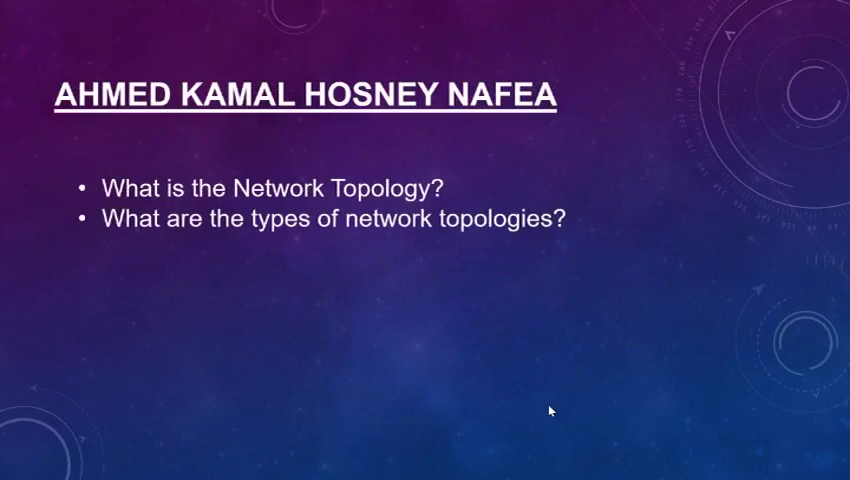 AHMED KAMAL HOSNEY NAFEA
• What is the Network Topology?
• What are the types of network topologies?